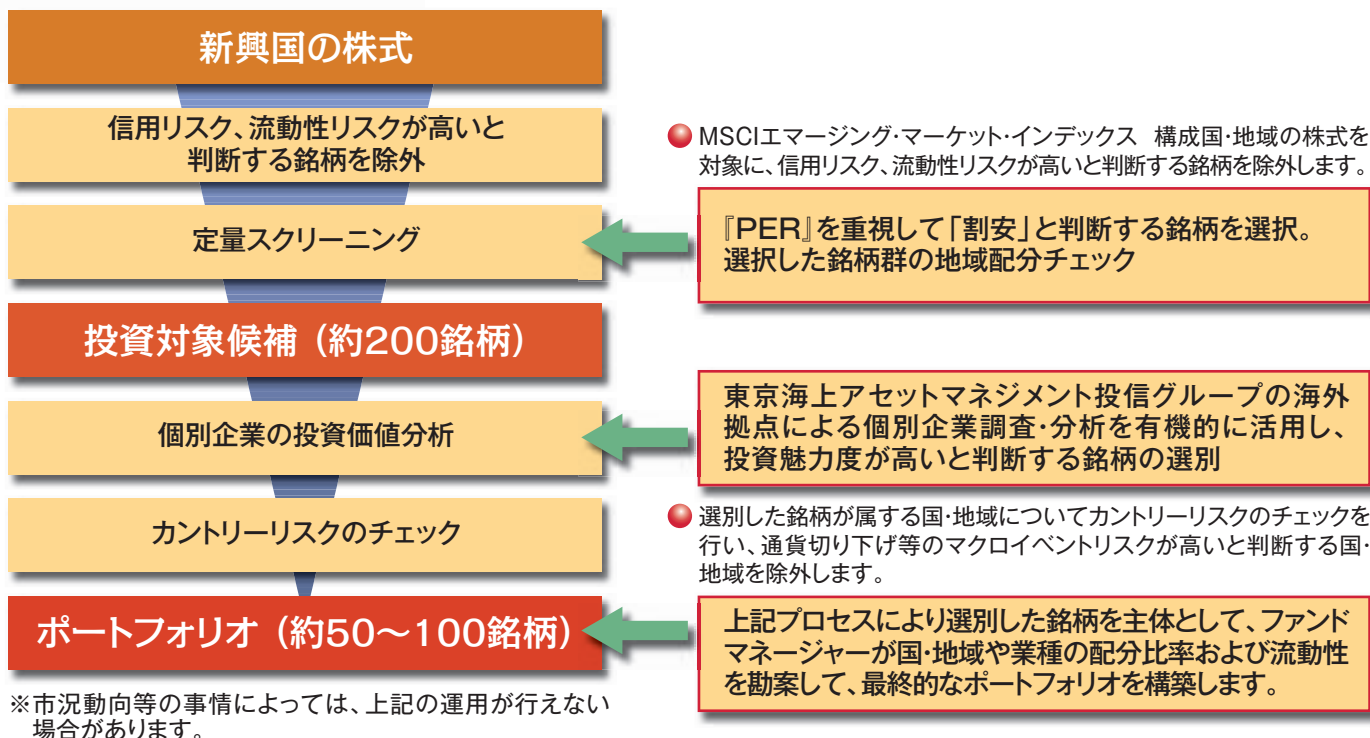 新興国の株式
信用リスク、流動性リスクが高いと
判断する銘柄を除外
定量スクリーニング
投資対象候補（約200銘柄）
個別企業の投資価値分析
カントリーリスクのチェック
ポートフォリオ（約50〜100銘柄）
※市況動向等の事情によっては、上記の運用が行えない
場合があります。
MSCIエマージング・マーケット・インデックス 構成国・地域の株式を
対象に、信用リスク、流動性リスクが高いと判断する銘柄を除外します。
『PER』を重視して「割安」と判断する銘柄を選択。
選択した銘柄群の地域配分チェック
東京海上アセットマネジメント投信グループの海外
拠点による個別企業調査・分析を有機的に活用し、
投資魅力度が高いと判断する銘柄の選別
選別した銘柄が属する国・地域についてカントリーリスクのチェックを
行い、通貨切り下げ等のマクロイベントリスクが高いと判断する国・
地域を除外します。
上記プロセスにより選別した銘柄を主体として、ファンド
マネージャーが国・地域や業種の配分比率および流動性
を勘案して、最終的なポートフォリオを構築します。